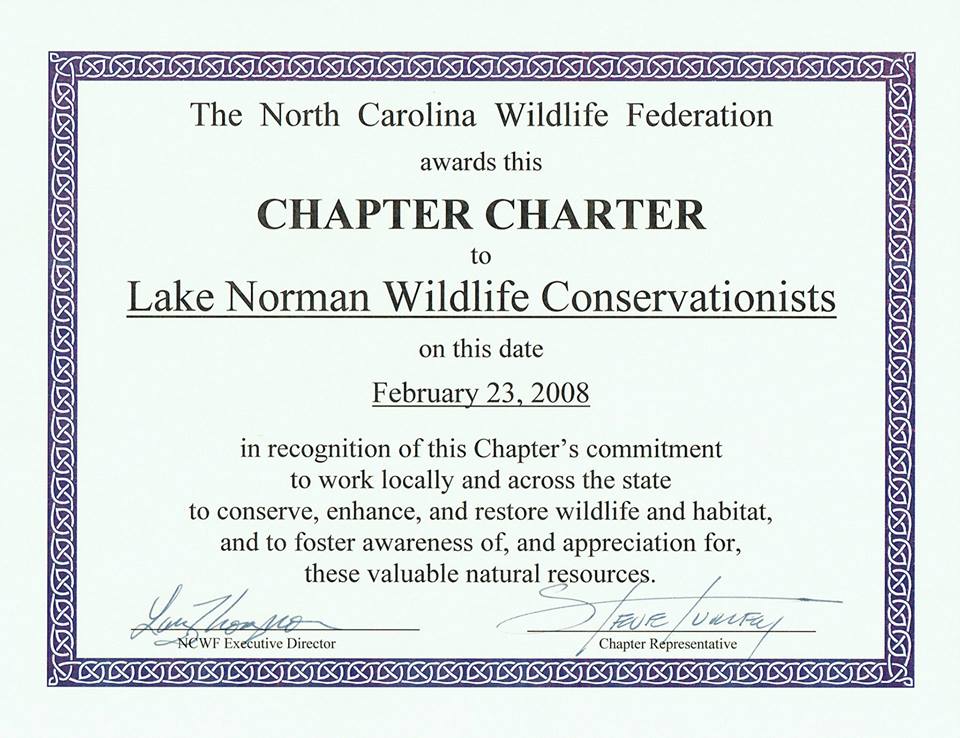 The North Carolina Wildlife Federation
awards this
CHAPTER CHARTER
to
Lake Norman Wildlife Conservationists
on this date
February 23, 2008
in recognition of this Chapter’s commitment
to work locally and across the state
to conserve, enhance, and restore wildlife and habitat,
and to foster awareness of, and appreciation for,
these valuable natural resources.
Thompson Steve
NCWF Executive Director Chapter Representative